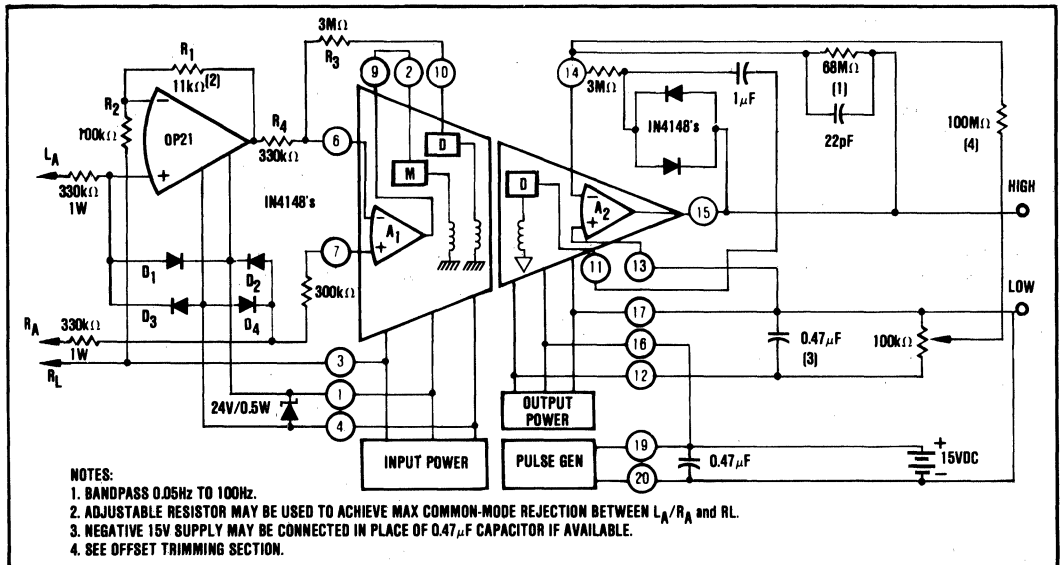 3MΩ
R3
R1
11kΩ(2)
R2
100kΩ
−
OP21
+
R4
330kΩ
LA
330kΩ
1W
9
2
10
6
7
IN4148's
D
M
−
A1
+
300kΩ
D1
D2
D3
D4
RA
330kΩ
1W
RL
3
1
4
24V/0.5W
INPUT POWER
14
3MΩ
1μF
IN4148's
68MΩ
(1)
22pF
100MΩ
(4)
D
−
A2
+
15
11
13
HIGH
LOW
17
16
12
0.47μF
(3)
100kΩ
OUTPUT
POWER
PULSE GEN
19
20
0.47μF
+
15VDC
−
NOTES:
1. BANDPASS 0.05Hz TO 100Hz.
2. ADJUSTABLE RESISTOR MAY BE USED TO ACHIEVE MAX COMMON-MODE REJECTION BETWEEN LA/RA and RL.
3. NEGATIVE 15V SUPPLY MAY BE CONNECTED IN PLACE OF 0.47μF CAPACITOR IF AVAILABLE.
4. SEE OFFSET TRIMMING SECTION.